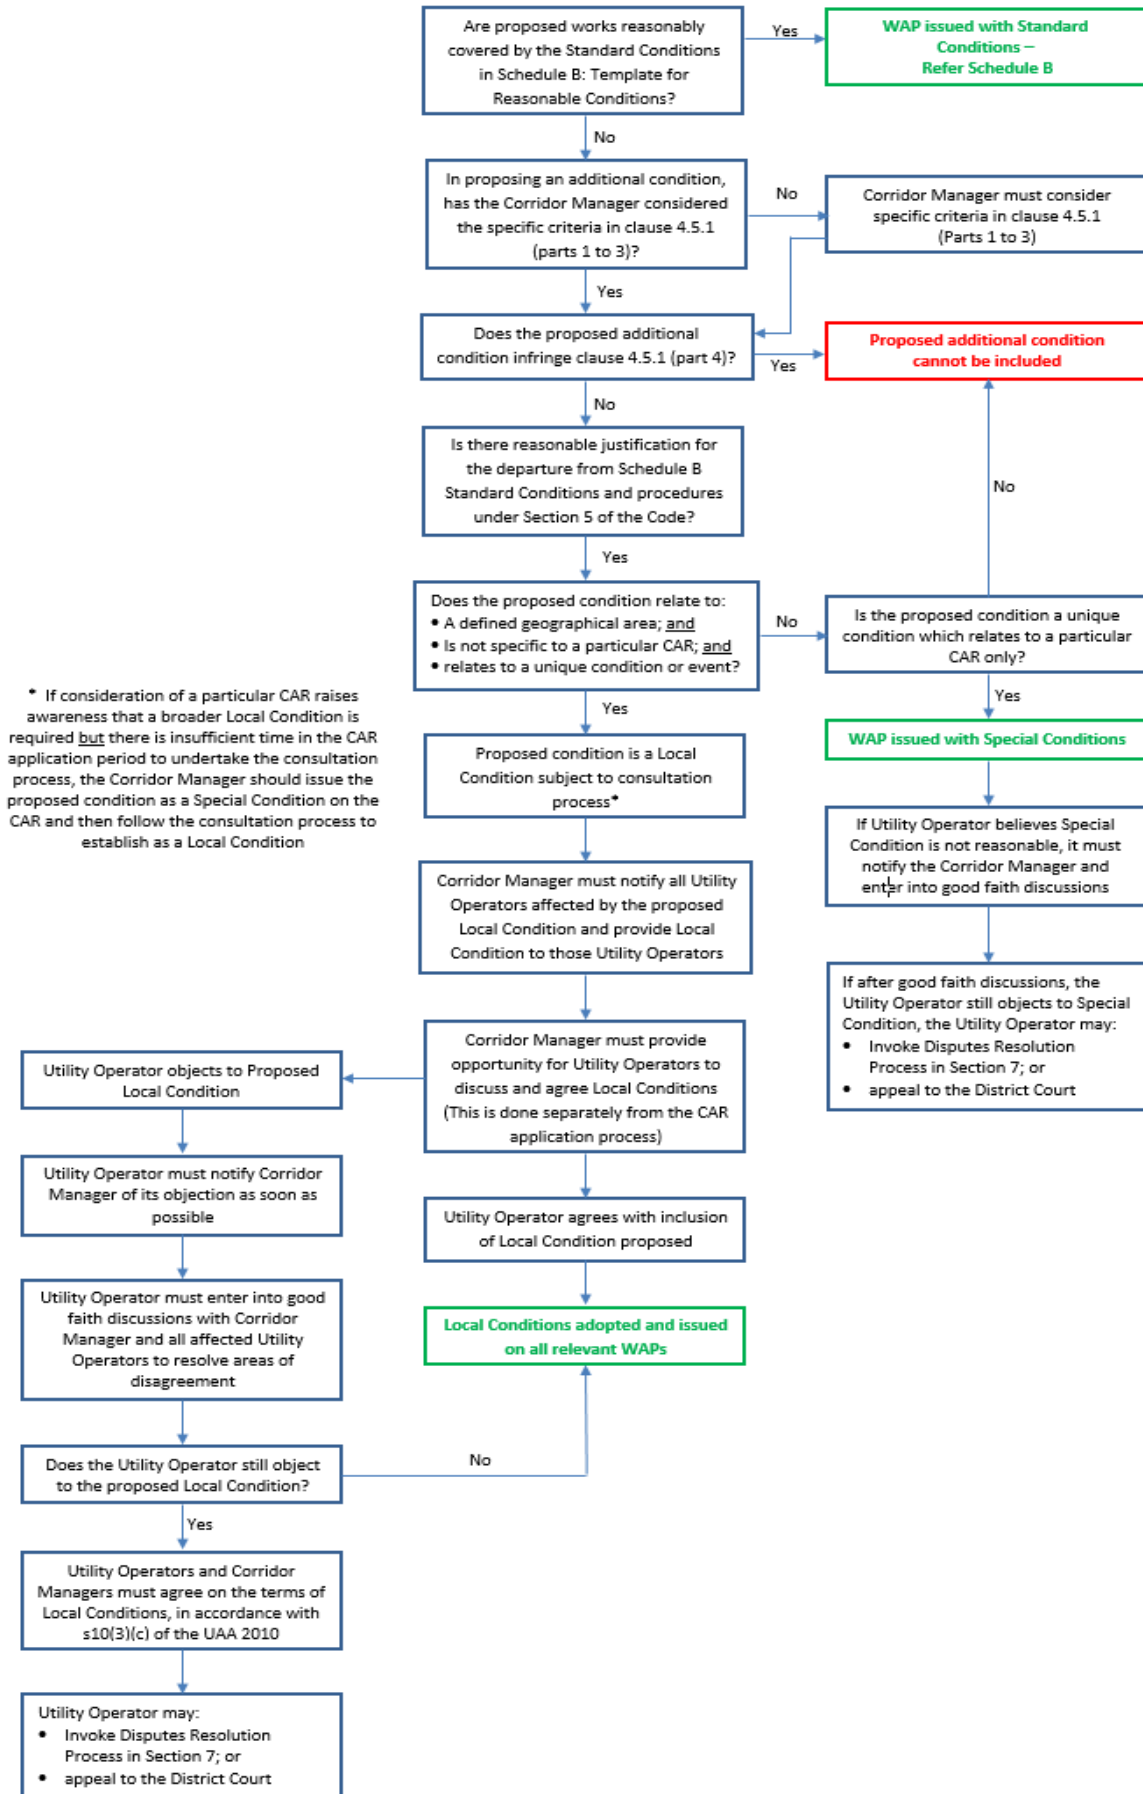 Are proposed works reasonably
covered by the Standard Conditions
in Schedule B: Template for
Reasonable Conditions?
Yes
WAP issued with Standard
Conditions –
Refer Schedule B
No
In proposing an additional condition,
has the Corridor Manager considered
the specific criteria in clause 4.5.1
(parts 1 to 3)?
No
Corridor Manager must consider
specific criteria in clause 4.5.1
(Parts 1 to 3)
Yes
Does the proposed additional
condition infringe clause 4.5.1 (part 4)?
Yes
Proposed additional condition
cannot be included
No
Is there reasonable justification for
the departure from Schedule B
Standard Conditions and procedures
under Section 5 of the Code?
No
Yes
Does the proposed condition relate to:
• A defined geographical area; and
• Is not specific to a particular CAR; and
• relates to a unique condition or event?
No
Is the proposed condition a unique
condition which relates to a particular
CAR only?
Yes
Yes
* If consideration of a particular CAR raises
awareness that a broader Local Condition is
required but there is insufficient time in the CAR
application period to undertake the consultation
process, the Corridor Manager should issue the
proposed condition as a Special Condition on the
CAR and then follow the consultation process to
establish as a Local Condition
Proposed condition is a Local
Condition subject to consultation
process*
WAP issued with Special Conditions
If Utility Operator believes Special
Condition is not reasonable, it must
notify the Corridor Manager and
enter into good faith discussions
Corridor Manager must notify all Utility
Operators affected by the proposed
Local Condition and provide Local
Condition to those Utility Operators
If after good faith discussions, the
Utility Operator still objects to Special
Condition, the Utility Operator may:
• Invoke Disputes Resolution
Process in Section 7; or
• appeal to the District Court
Corridor Manager must provide
opportunity for Utility Operators to
discuss and agree Local Conditions
(This is done separately from the CAR
application process)
Utility Operator objects to Proposed
Local Condition
Utility Operator must notify Corridor
Manager of its objection as soon as
possible
Utility Operator agrees with inclusion
of Local Condition proposed
Utility Operator must enter into good
faith discussions with Corridor
Manager and all affected Utility
Operators to resolve areas of
disagreement
Local Conditions adopted and issued
on all relevant WAPs
Does the Utility Operator still object
to the proposed Local Condition?
No
Yes
Utility Operators and Corridor
Managers must agree on the terms of
Local Conditions, in accordance with
s10(3)(c) of the UAA 2010
Utility Operator may:
• Invoke Disputes Resolution
Process in Section 7; or
• appeal to the District Court